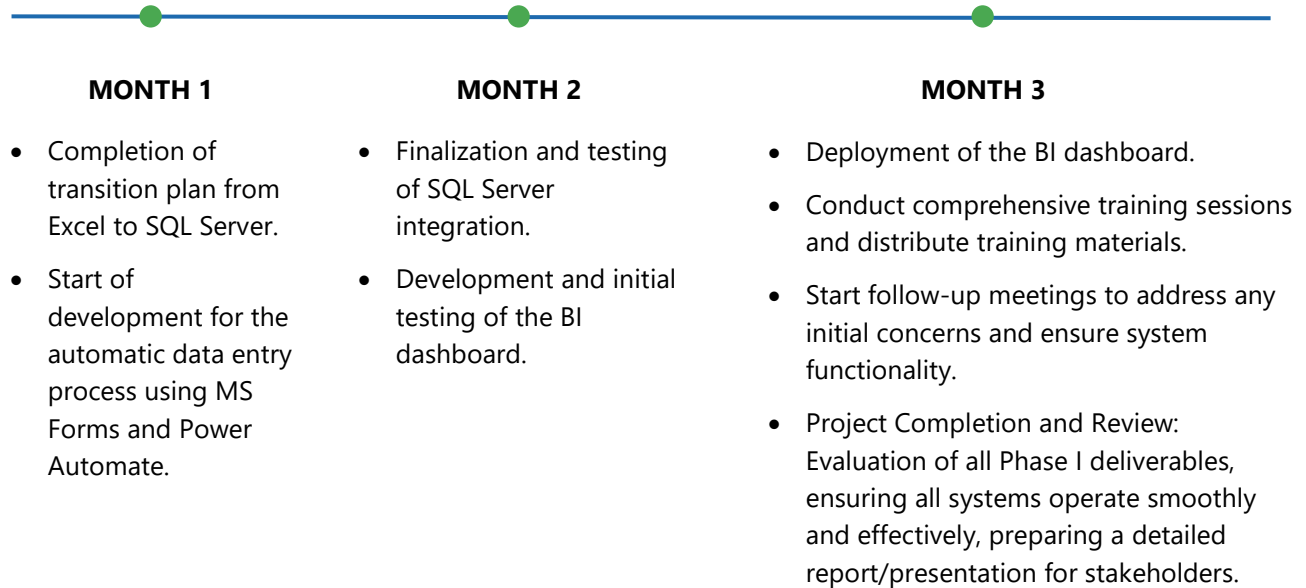 MONTH 1
• Completion of
transition plan from
Excel to SQL Server.
• Start of
development for the
automatic data entry
process using MS
Forms and Power
Automate.
MONTH 2
• Finalization and testing
of SQL Server
integration.
• Development and initial
testing of the BI
dashboard.
MONTH 3
• Deployment of the BI dashboard.
• Conduct comprehensive training sessions
and distribute training materials.
• Start follow-up meetings to address any
initial concerns and ensure system
functionality.
• Project Completion and Review:
Evaluation of all Phase I deliverables,
ensuring all systems operate smoothly
and effectively, preparing a detailed
report/presentation for stakeholders.